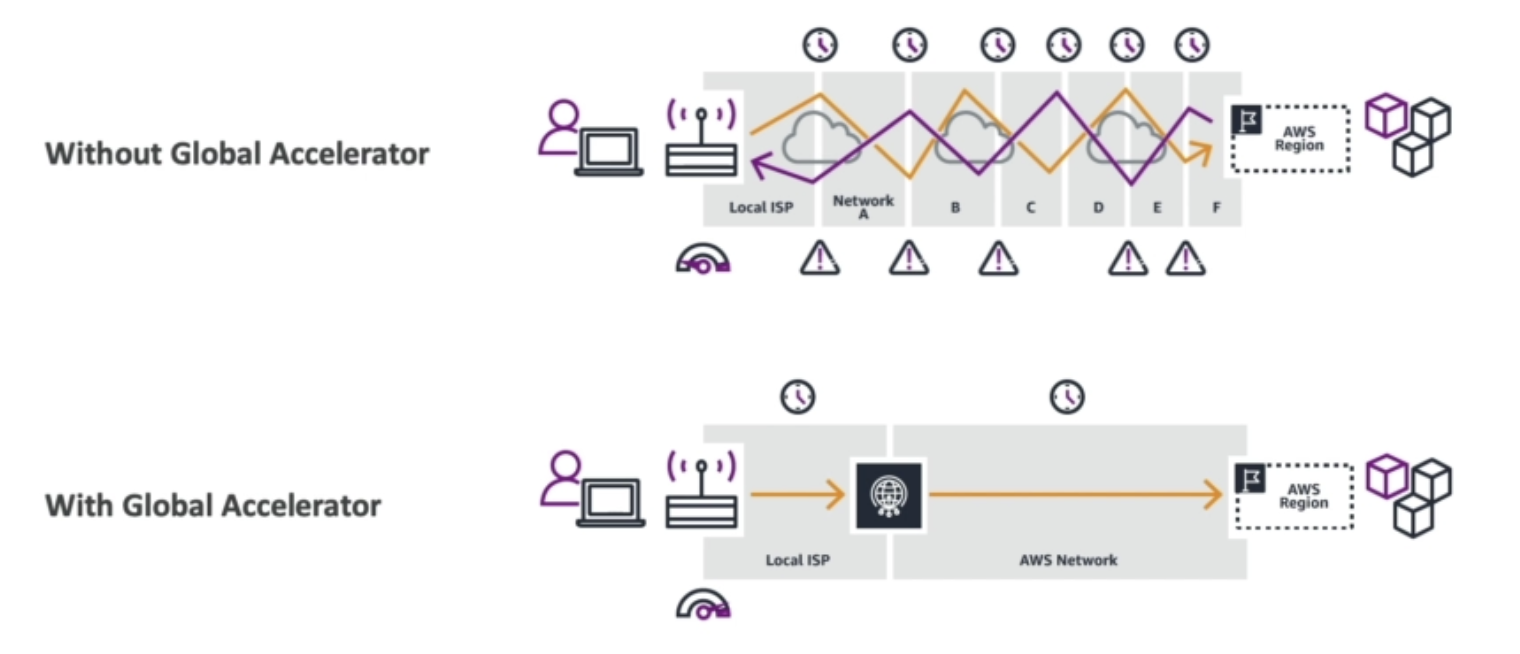 Without Global Accelerator
AWS
Region
Local ISP
Network
A
B
C
D
E
F
With Global Accelerator
AWS
Region
Local ISP
AWS Network